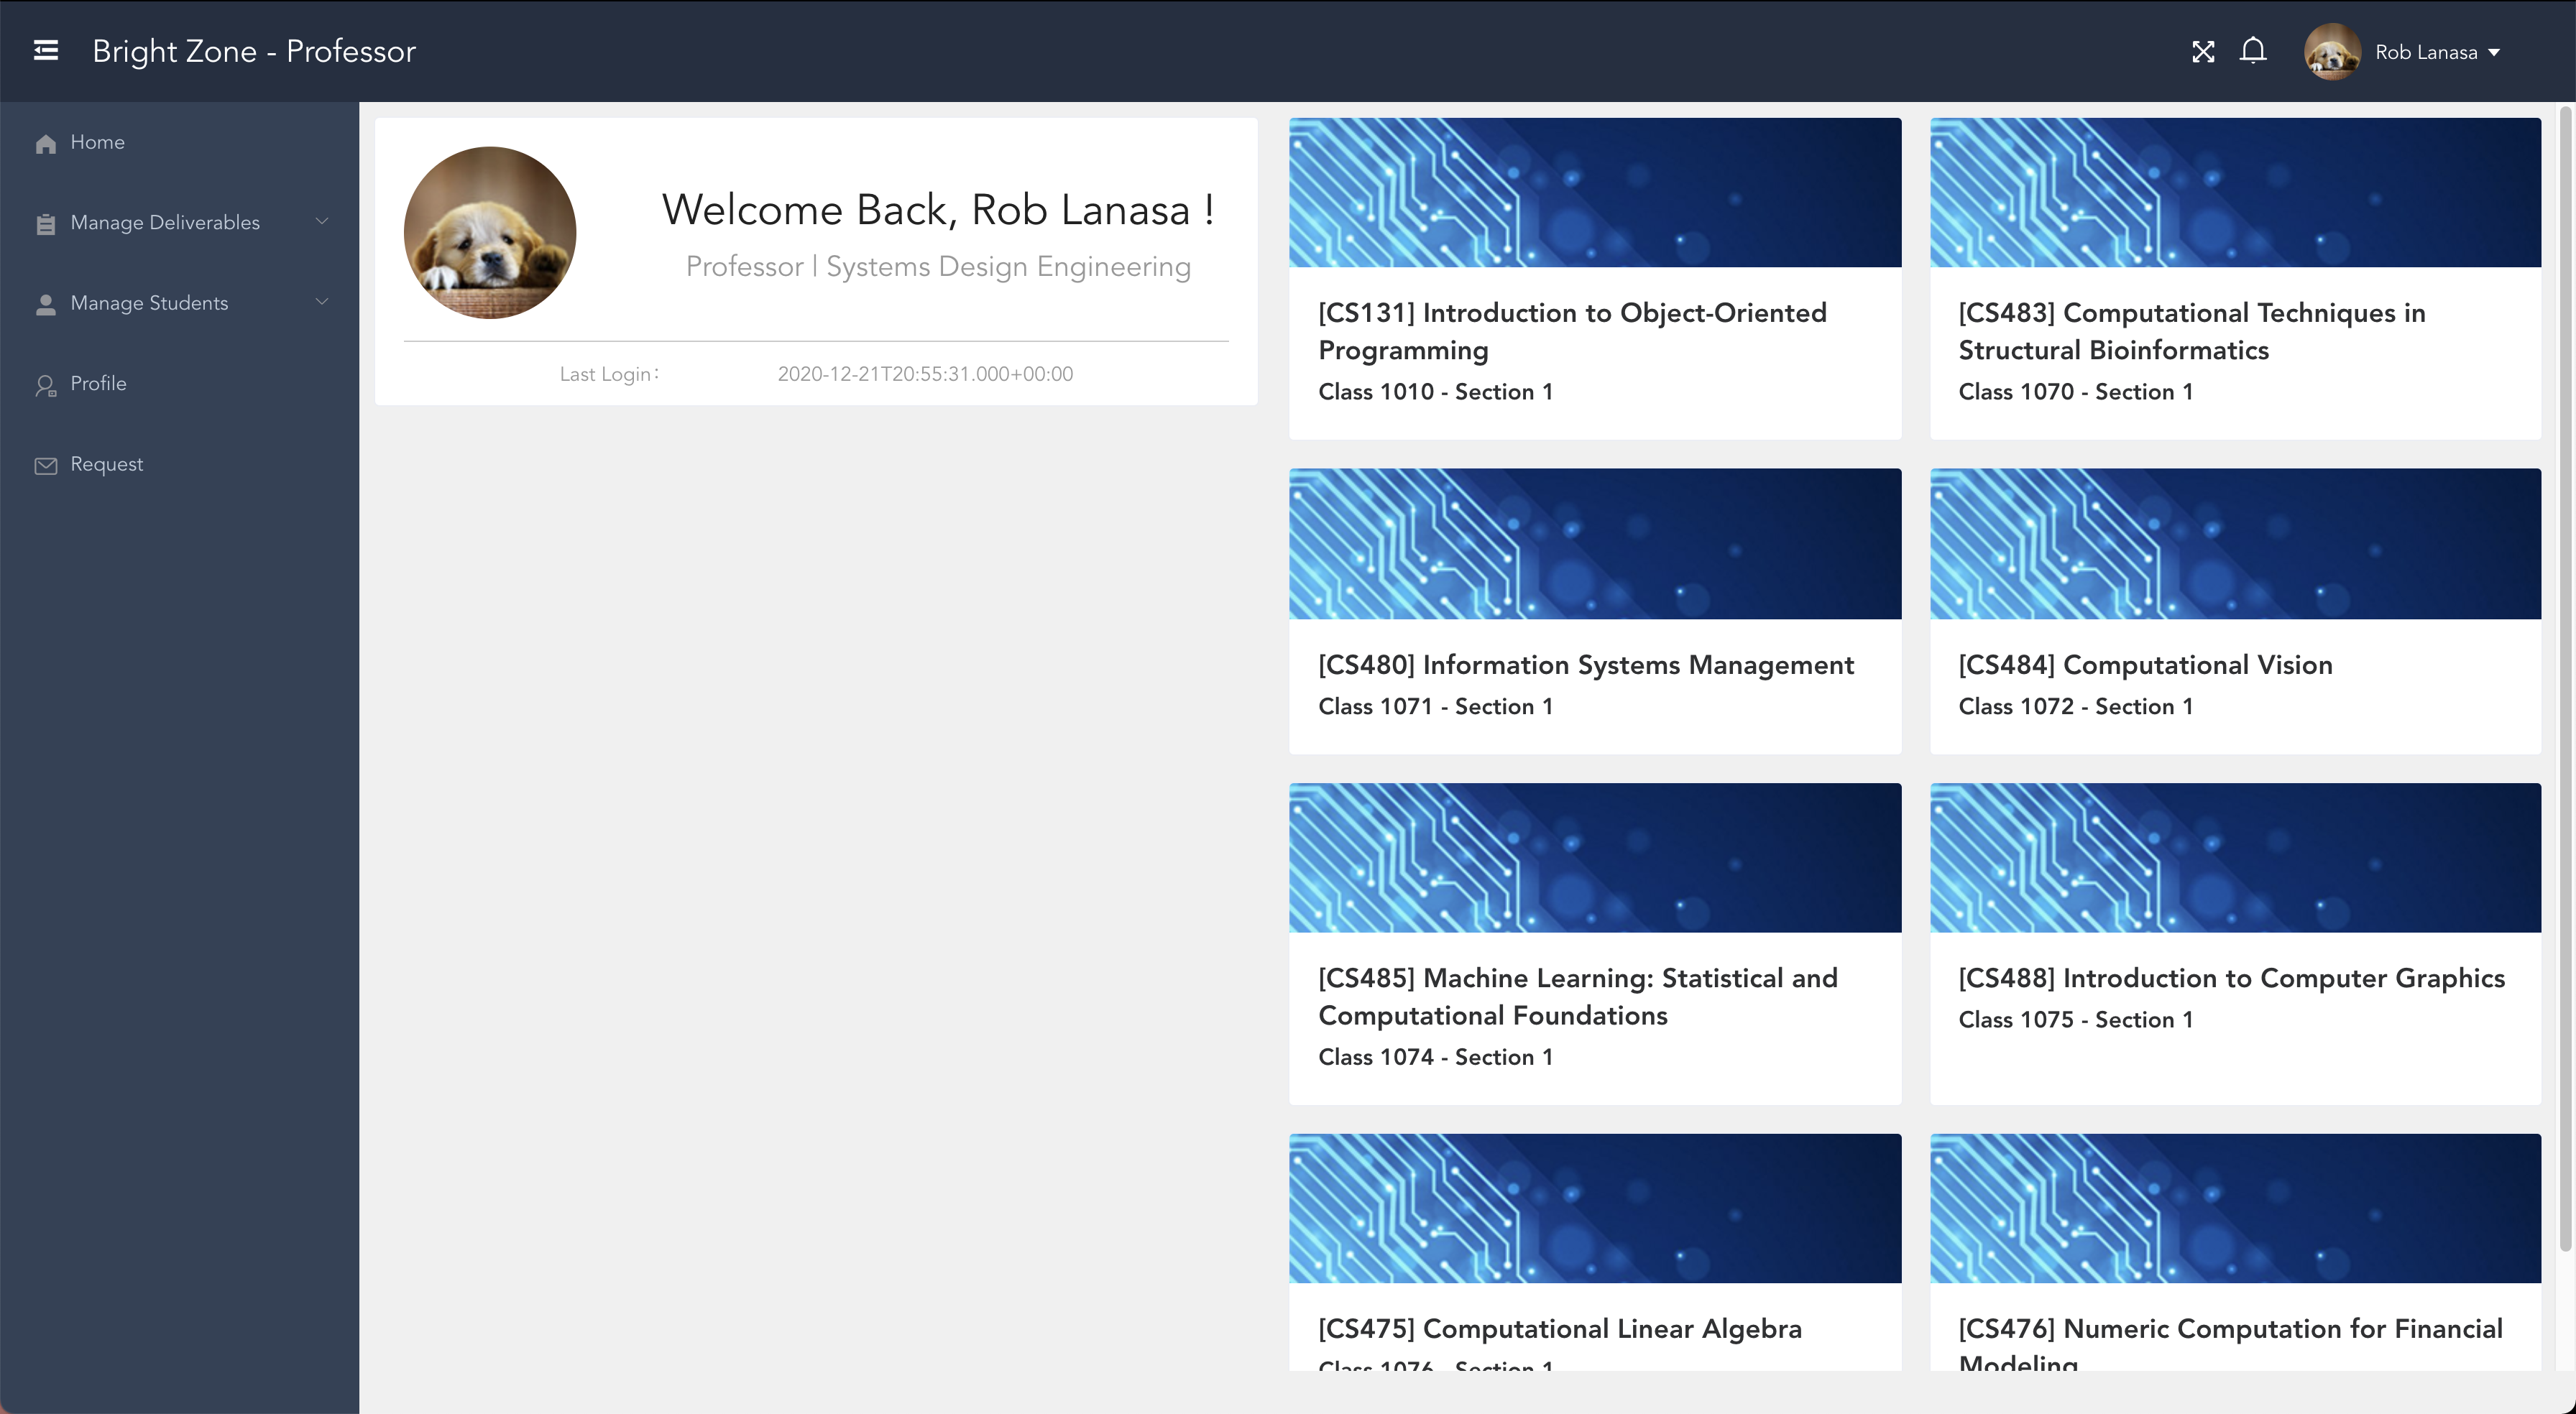 Bright Zone - Professor
Rob Lanasa
Home
Manage Deliverables
Manage Students
Profile
Request
Welcome Back, Rob Lanasa !
Professor | Systems Design Engineering
Last Login:
2020-12-21T20:55:31.000+00:00
[CS131] Introduction to Object-Oriented
Programming
Class 1010 - Section 1
[CS483] Computational Techniques in
Structural Bioinformatics
Class 1070 - Section 1
[CS480] Information Systems Management
Class 1071 - Section 1
[CS484] Computational Vision
Class 1072 - Section 1
[CS485] Machine Learning: Statistical and
Computational Foundations
Class 1074 - Section 1
[CS488] Introduction to Computer Graphics
Class 1075 - Section 1
[CS475] Computational Linear Algebra
Class 1076 - Section 1
[CS476] Numeric Computation for Financial
Modeling